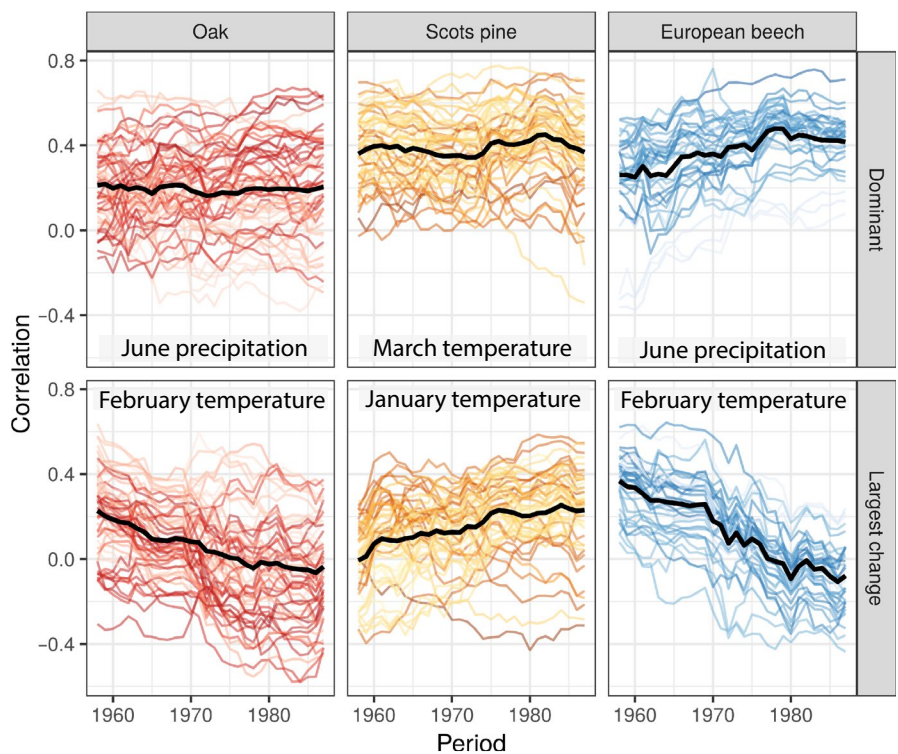 Oak Scots pine European beech
0.8
0.4
0.0
−0.4
June precipitation March temperature June precipitation
Dominant
0.8
0.4
0.0
−0.4
February temperature January temperature February temperature
Largest change
Correlation
1960 1970 1980 1960 1970 1980 1960 1970 1980
Period